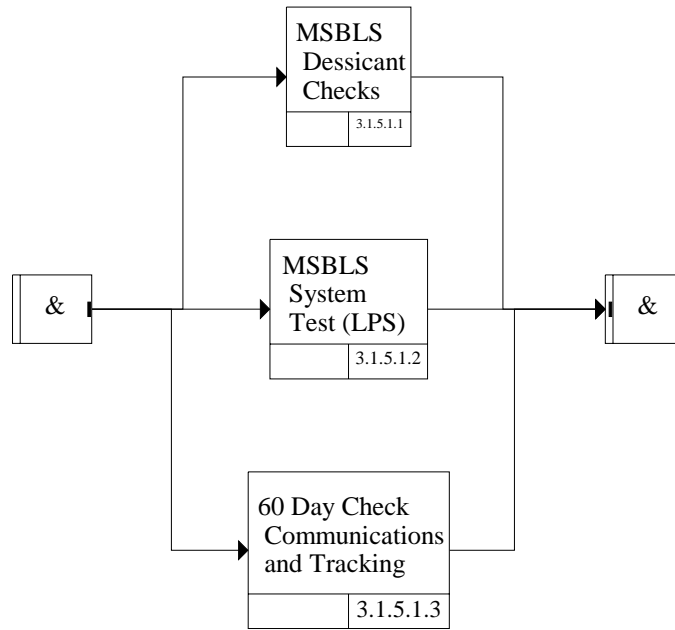 MSBLS
Dessicant
Checks
3.1.5.1.1
&
MSBLS
System
Test (LPS)
3.1.5.1.2
&
60 Day Check
Communications
and Tracking
3.1.5.1.3